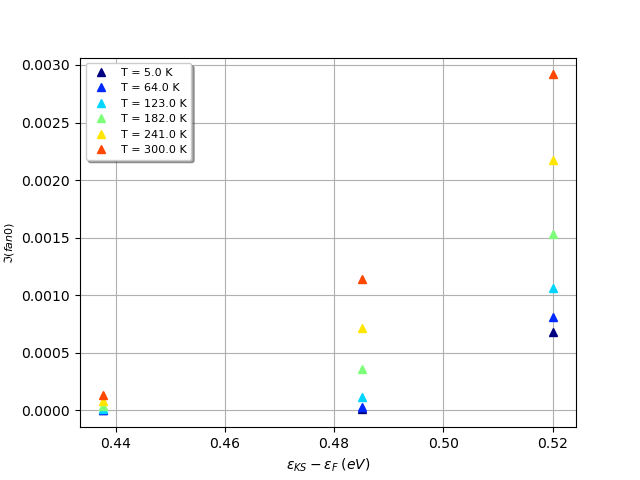 0.0030
0.0025
0.0020
0.0015
0.0010
0.0005
0.0000
ℑ(fan0)
T = 5.0 K
T = 64.0 K
T = 123.0 K
T = 182.0 K
T = 241.0 K
T = 300.0 K
0.44 0.46 0.48 0.50 0.52
ε_KS − ε_F (eV)